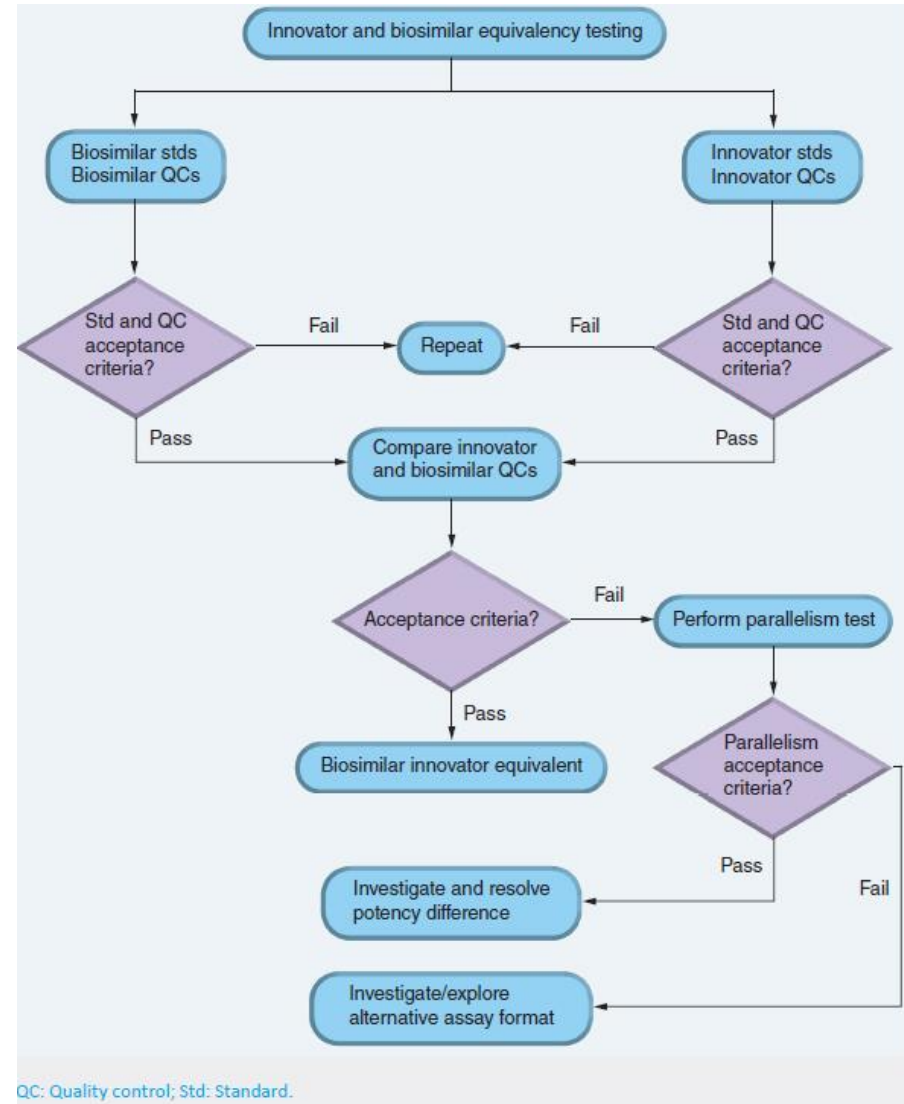 Innovator and biosimilar equivalency testing
Biosimilar stds
Biosimilar QCs
Innovator stds
Innovator QCs
Std and QC
acceptance
criteria?
Fail
Repeat
Fail
Std and QC
acceptance
criteria?
Pass
Compare innovator
and biosimilar QCs
Pass
Acceptance criteria?
Fail
Perform parallelism test
Pass
Biosimilar innovator equivalent
Parallelism
acceptance
criteria?
Pass
Fail
Investigate and resolve
potency difference
Investigate/explore
alternative assay format
QC: Quality control; Std: Standard.